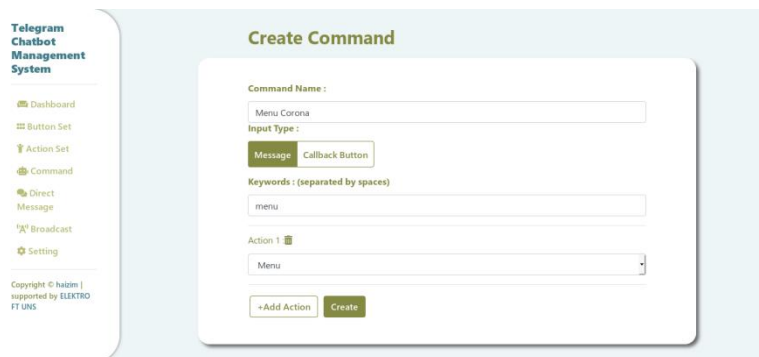 Telegram
Chatbot
Management
System
Dashboard
Button Set
Action Set
Command
Direct
Message
Broadcast
Setting
Copyright © haizim |
supported by ELEKTRO
FT UNS
Create Command
Command Name :
Menu Corona
Input Type :
Message Callback Button
Keywords : (separated by spaces)
menu
Action 1
Menu
+Add Action Create